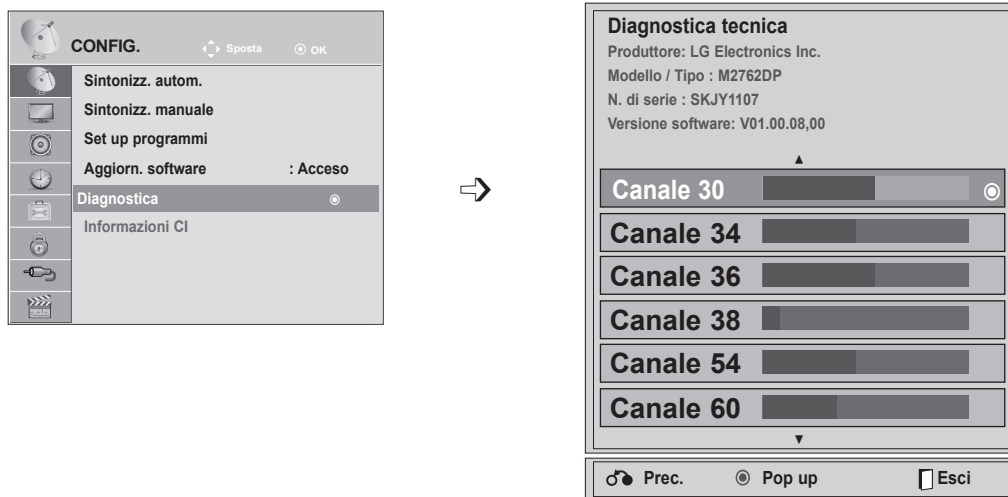 CONFIG.
Sposta
OK
Sintonizz. autom.
Sintonizz. manuale
Set up programmi
Aggiorn. software : Acceso
Diagnostica
Informazioni CI
Diagnostica tecnica
Produttore: LG Electronics Inc.
Modello / Tipo : M2762DP
N. di serie : SKJY1107
Versione software: V01.00.08,00
Canale 30
Canale 34
Canale 36
Canale 38
Canale 54
Canale 60
Prec. Pop up Esci